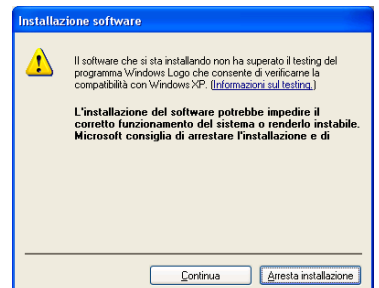 Installazione software
Il software che si sta installando non ha superato il testing del
programma Windows Logo che consente di verificarne la
compatibilità con Windows XP. (Informazioni sul testing.)
L'installazione del software potrebbe impedire il
corretto funzionamento del sistema o renderlo instabile.
Microsoft consiglia di arrestare l'installazione e di
Continua
Arresta installazione